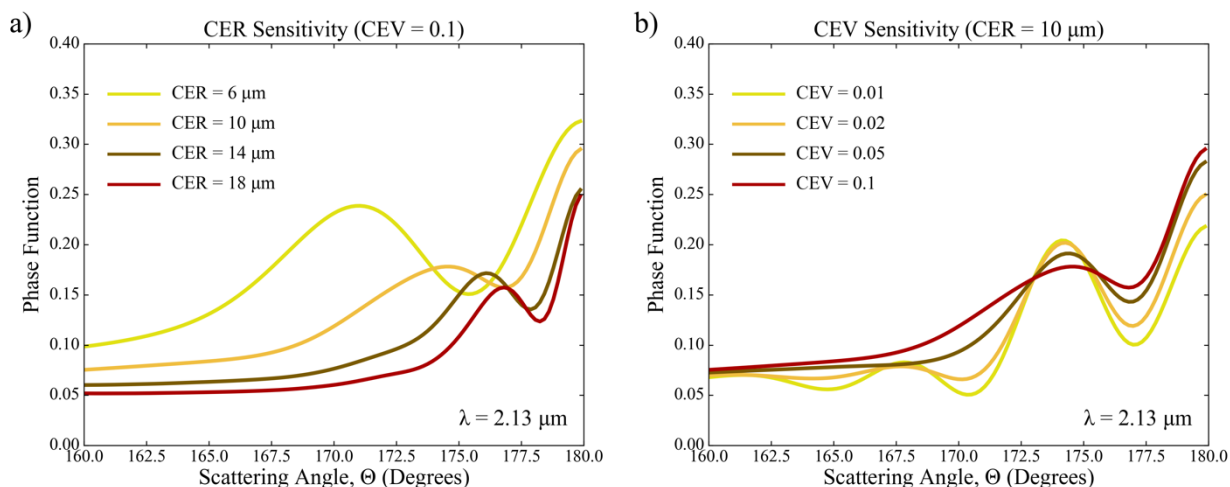 a)
CER Sensitivity (CEV = 0.1)
0.40
0.35
0.30
0.25
0.20
0.15
0.10
0.05
0.00
Phase Function
CER = 6 μm
CER = 10 μm
CER = 14 μm
CER = 18 μm
λ = 2.13 μm
160.0 162.5 165.0 167.5 170.0 172.5 175.0 177.5 180.0
Scattering Angle, Θ (Degrees)
b)
CEV Sensitivity (CER = 10 μm)
0.40
0.35
0.30
0.25
0.20
0.15
0.10
0.05
0.00
Phase Function
CEV = 0.01
CEV = 0.02
CEV = 0.05
CEV = 0.1
λ = 2.13 μm
160.0 162.5 165.0 167.5 170.0 172.5 175.0 177.5 180.0
Scattering Angle, Θ (Degrees)